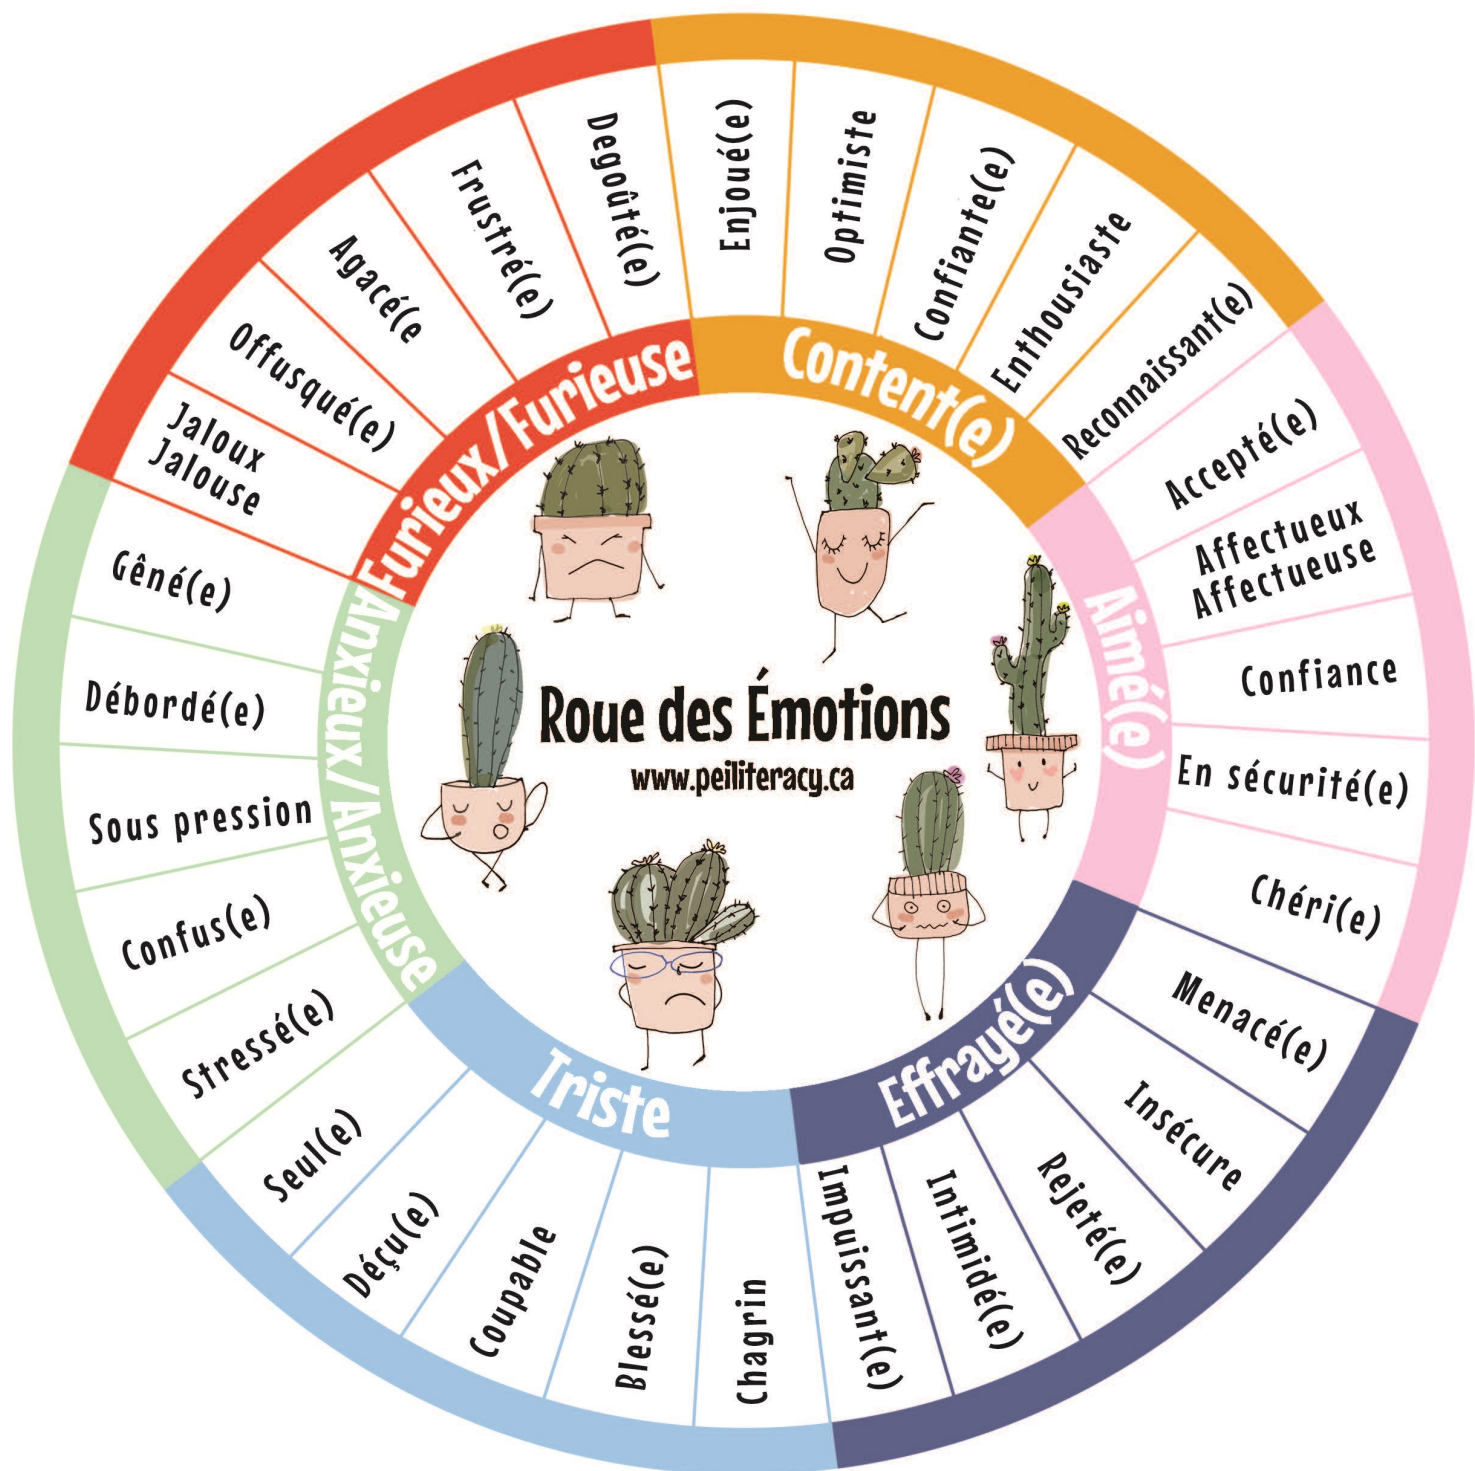 Roue des Émotions
www.peiliteracy.ca
Content(e)
Enjoué(e)
Optimiste
Confiante(e)
Enthousiaste
Reconnaissant(e)
Aimé(e)
Accepté(e)
Affectueux
Affectueuse
Confiance
En sécurité(e)
Chéri(e)
Effrayé(e)
Menacé(e)
Insécure
Rejeté(e)
Intimidé(e)
Impuissant(e)
Triste
Chagrin
Blessé(e)
Coupable
Déçu(e)
Seul(e)
Anxieux/Anxieuse
Stressé(e)
Confus(e)
Sous pression
Débordé(e)
Gêné(e)
Furieux/Furieuse
Jaloux
Jalouse
Offusqué(e)
Agacé(e
Frustré(e)
Degoûté(e)